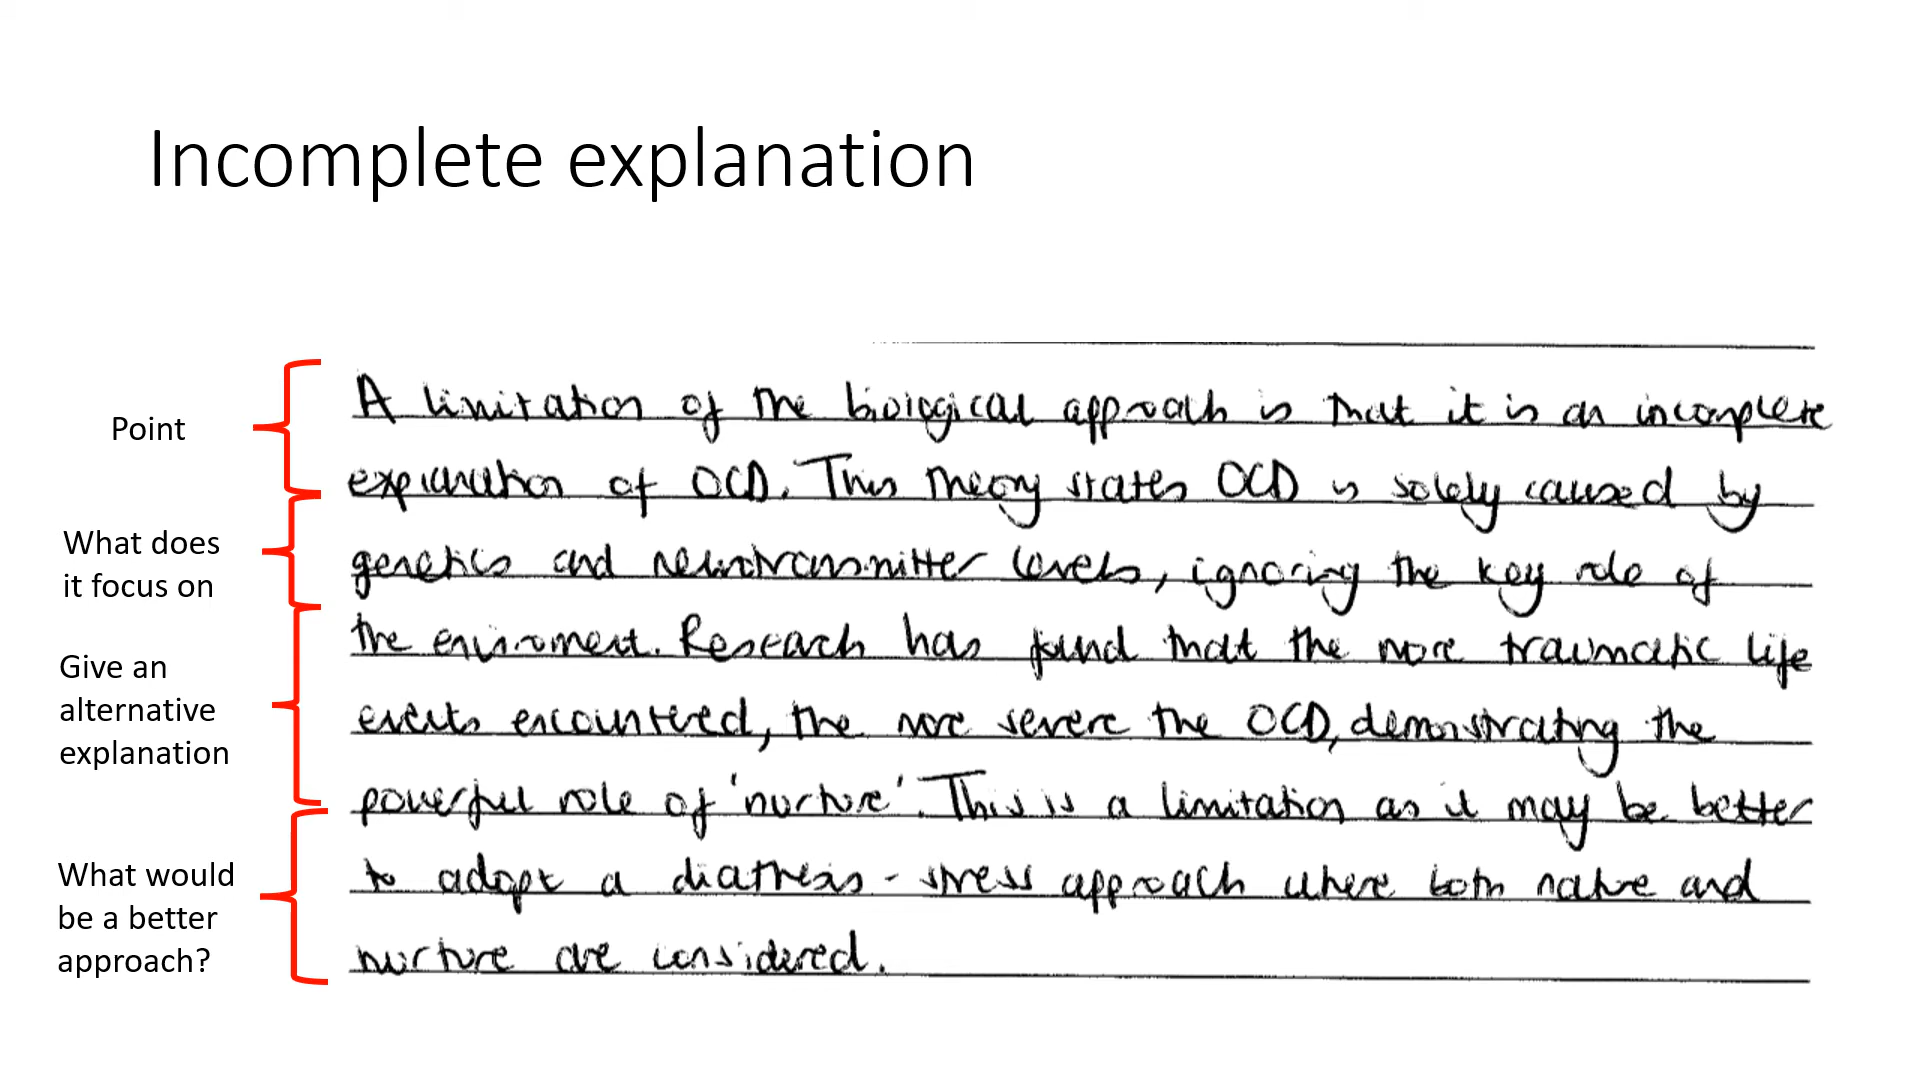 Incomplete explanation
Point
What does
it focus on
Give an
alternative
explanation
What would
be a better
approach?
A limitation of the biological approach is that it is an incomplete
explanation of OCD. This theory states OCD is solely caused by
genetics and neurotransmitter levels, ignoring the key role of
the enviroment. Research has found that the more traumatic life
events encountered, the more severe the OCD, demonstrating the
powerful role of 'nurture'. This is a limitation as it may be better
to adopt a diathesis - stress approach where both nature and
nurture are considered.